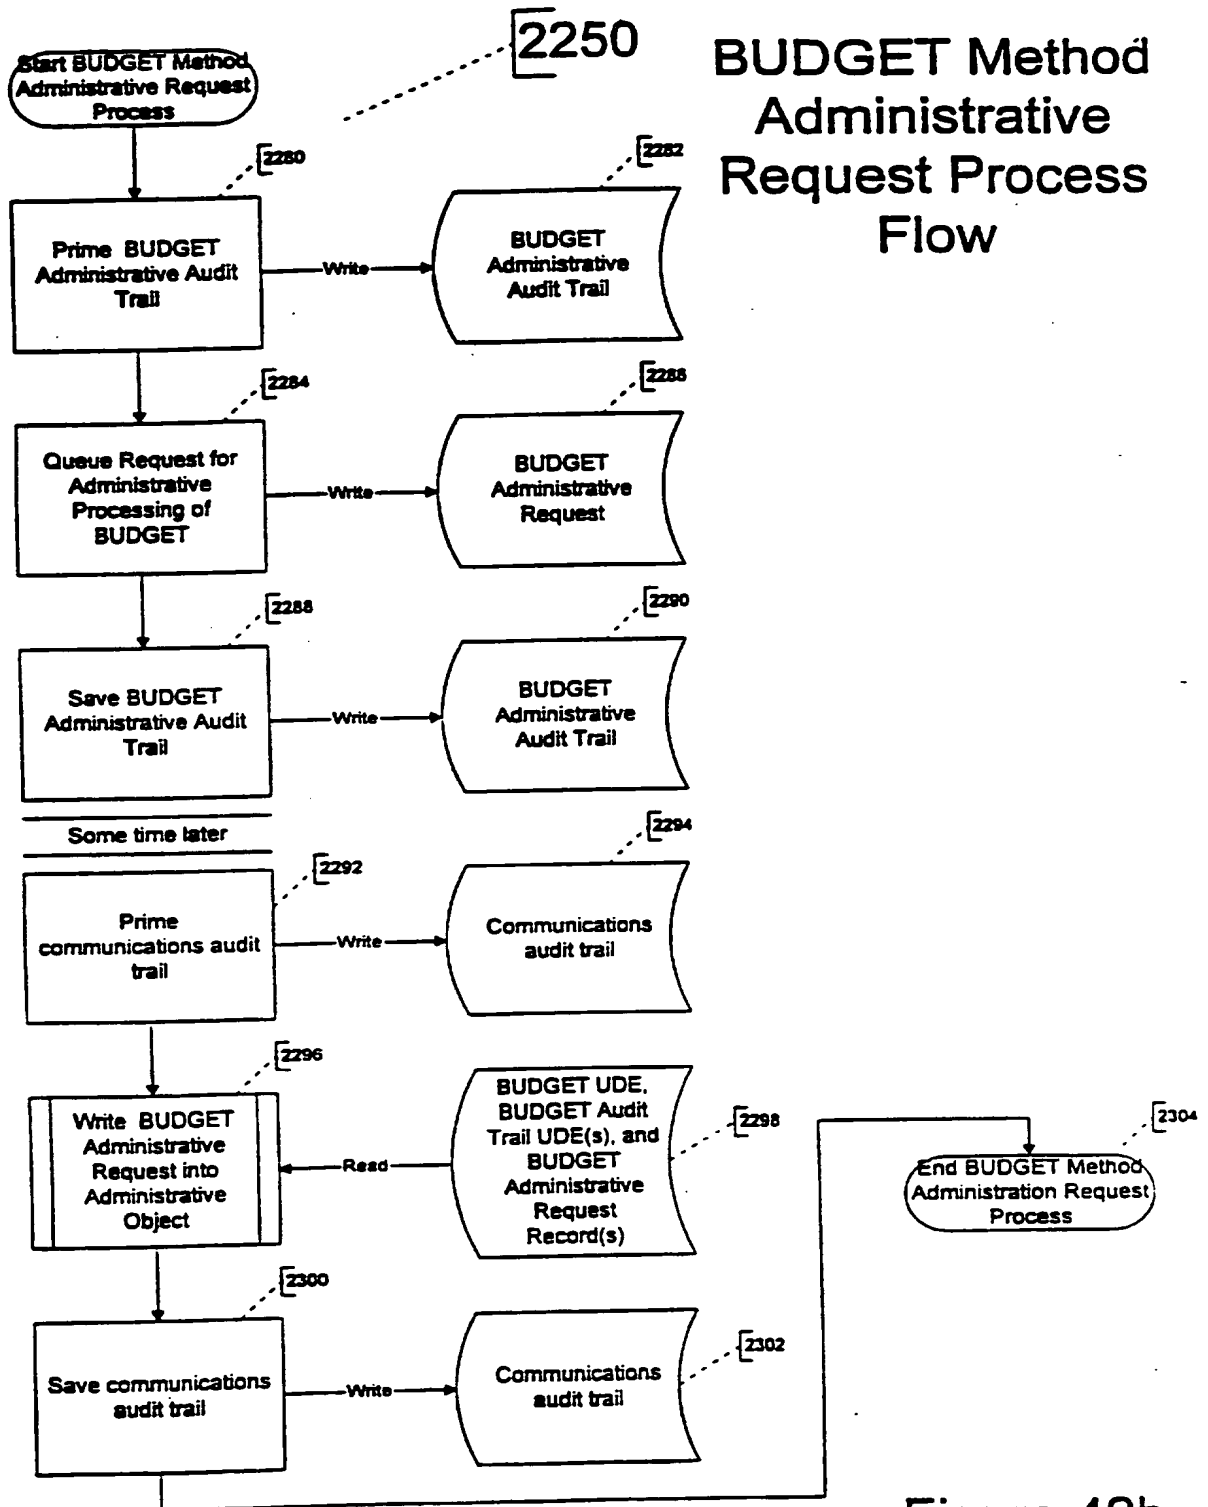 2250
BUDGET Method
Administrative
Request Process
Flow
Start BUDGET Method
Administrative Request
Process
2280
Prime BUDGET
Administrative Audit
Trail
Write
2282
BUDGET
Administrative
Audit Trail
2284
Queue Request for
Administrative
Processing of
BUDGET
Write
2288
BUDGET
Administrative
Request
2288
Save BUDGET
Administrative Audit
Trail
Write
2290
BUDGET
Administrative
Audit Trail
Some time later
2292
Prime
communications audit
trail
Write
2294
Communications
audit trail
2296
Write BUDGET
Administrative
Request into
Administrative
Object
Read
2298
BUDGET UDE,
BUDGET Audit
Trail UDE(s), and
BUDGET
Administrative
Request
Record(s)
2300
Save communications
audit trail
Write
2302
Communications
audit trail
2304
End BUDGET Method
Administration Request
Process